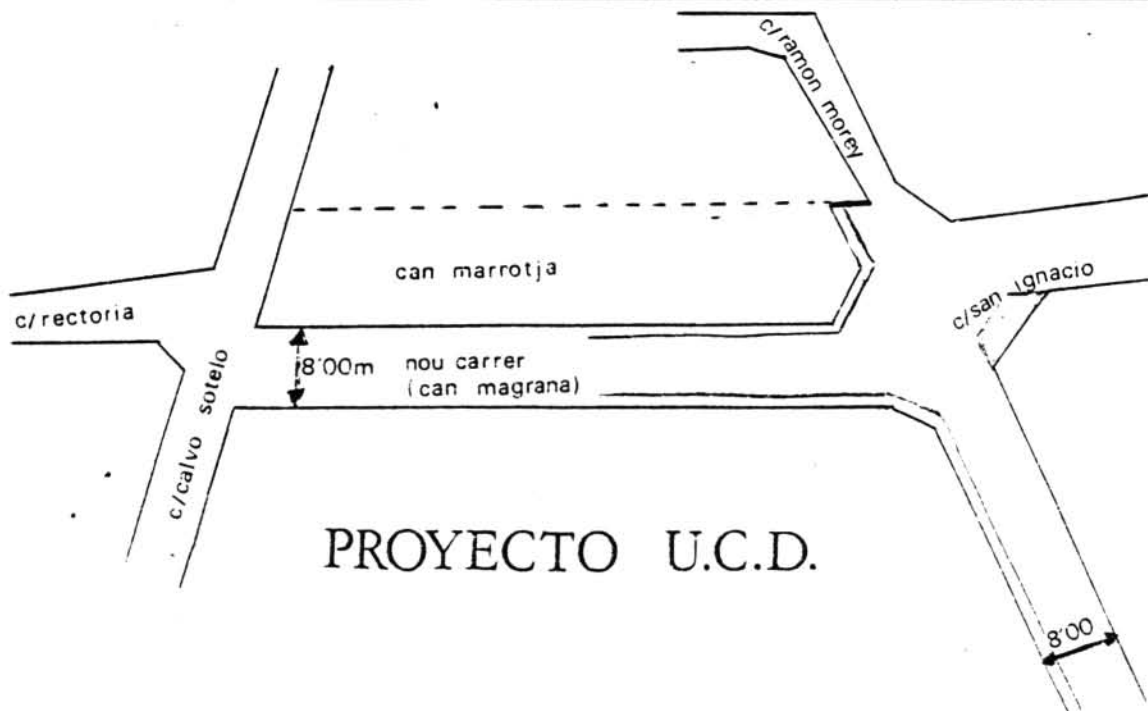 c/ramon morey
can marrotja
c/san ignacio
c/rectoria
8'00m nou carrer
(can magrana)
c/calvo sotelo
PROYECTO U.C.D.
8'00